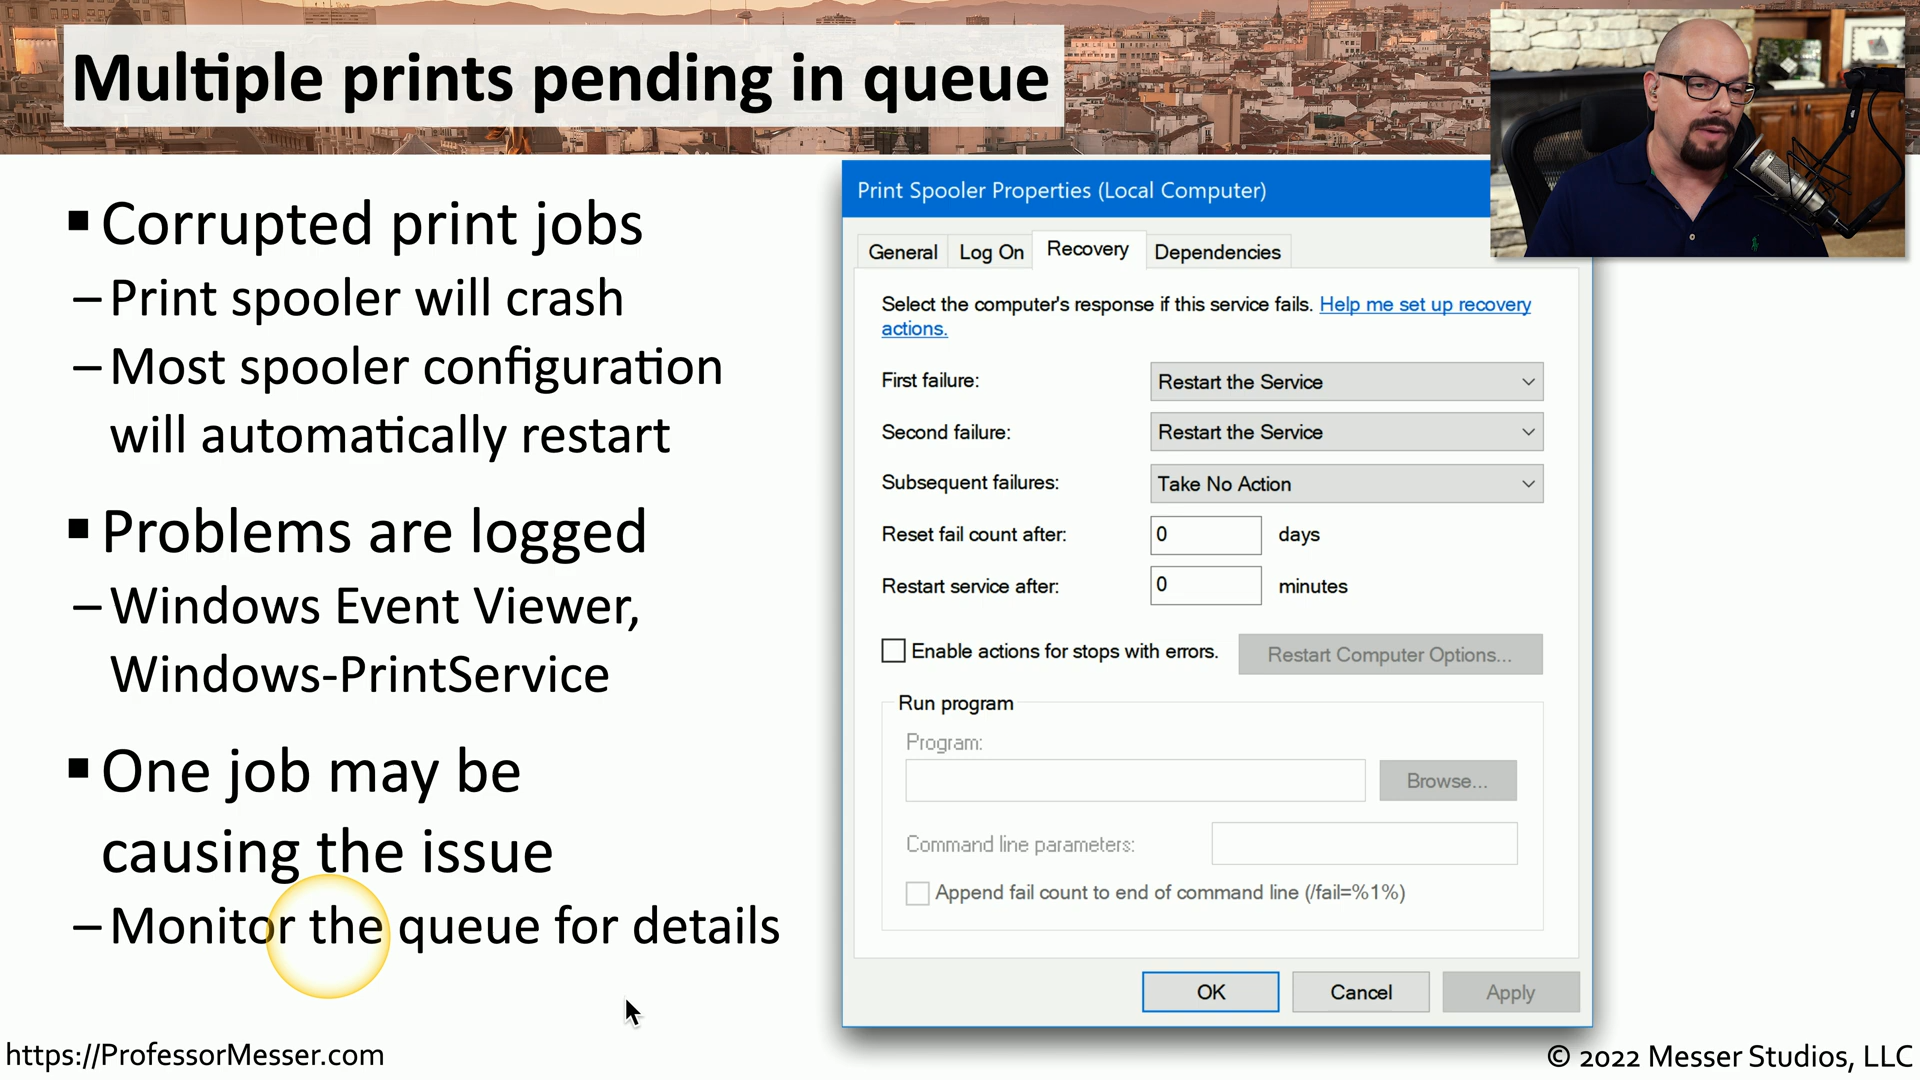 Multiple prints pending in queue
▪ Corrupted print jobs
– Print spooler will crash
– Most spooler configuration
will automatically restart
▪ Problems are logged
– Windows Event Viewer,
Windows-PrintService
▪ One job may be
causing the issue
– Monitor the queue for details
Print Spooler Properties (Local Computer)
General Log On Recovery Dependencies
Select the computer's response if this service fails. Help me set up recovery
actions.
First failure: Restart the Service
Second failure: Restart the Service
Subsequent failures: Take No Action
Reset fail count after: 0 days
Restart service after: 0 minutes
Enable actions for stops with errors. Restart Computer Options...
Run program
Program:
Browse...
Command line parameters:
Append fail count to end of command line (/fail=%1%)
OK Cancel Apply
https://ProfessorMesser.com
© 2022 Messer Studios, LLC